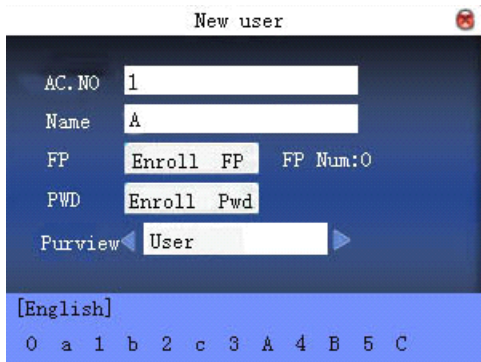 New user
AC.NO 1
Name A
FP Enroll FP FP Num:0
PWD Enroll Pwd
Purview User
[English]
0 a 1 b 2 c 3 A 4 B 5 C